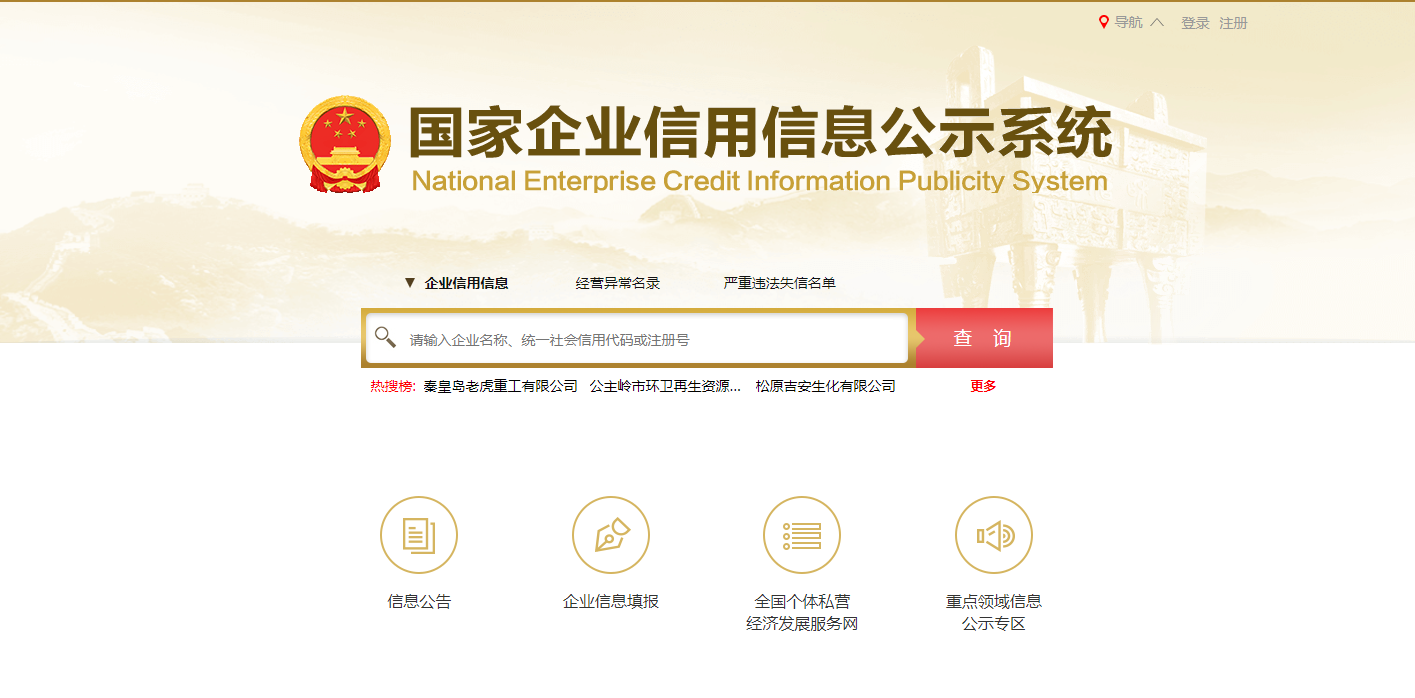 导航 登录 注册
国家企业信用信息公示系统
National Enterprise Credit Information Publicity System
▼ 企业信用信息 经营异常名录 严重违法失信名单
请输入企业名称、统一社会信用代码或注册号 查 询
热搜榜: 秦皇岛老虎重工有限公司 公主岭市环卫再生资源... 松原吉安生化有限公司 更多
信息公告 企业信息填报 全国个体私营 重点领域信息
经济发展服务网 公示专区